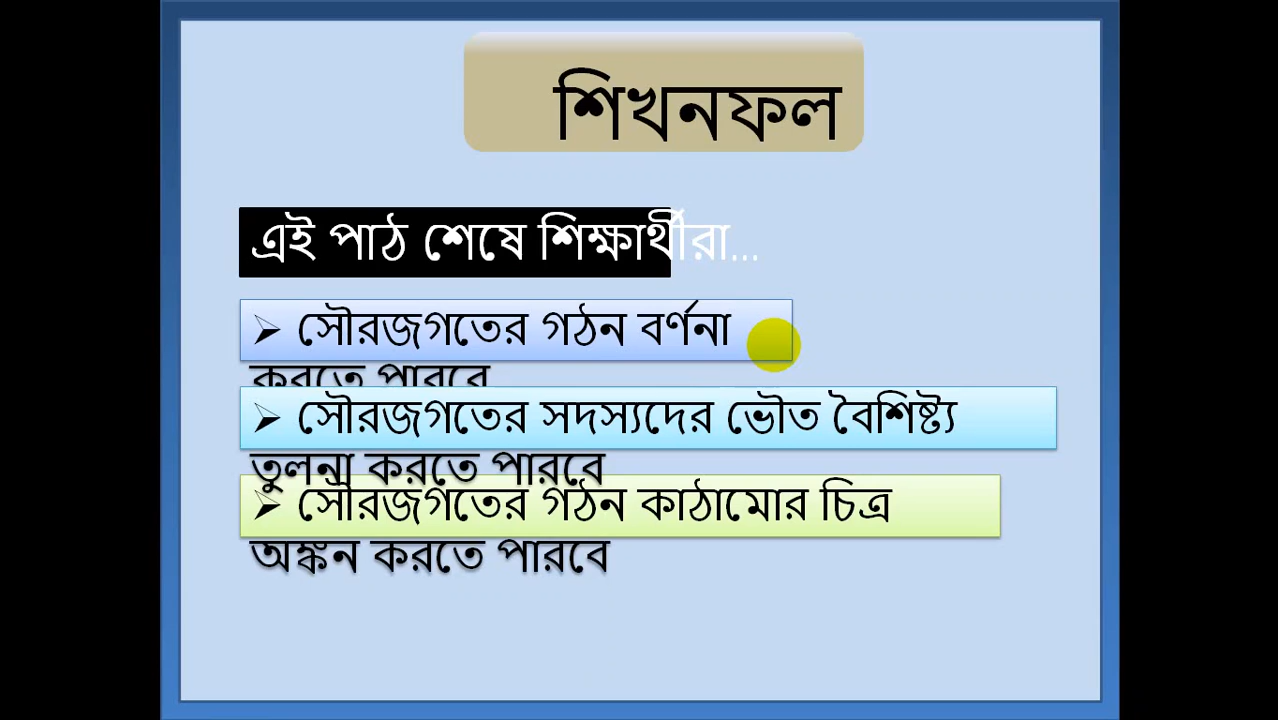 শিখনফল
এই পাঠ শেষে শিক্ষার্থীরা...
➢ সৌরজগতের গঠন বর্ণনা
করতে পারবে
➢ সৌরজগতের সদস্যদের ভৌত বৈশিষ্ট্য
তুলনা করতে পারবে
➢ সৌরজগতের গঠন কাঠামোর চিত্র
অঙ্কন করতে পারবে